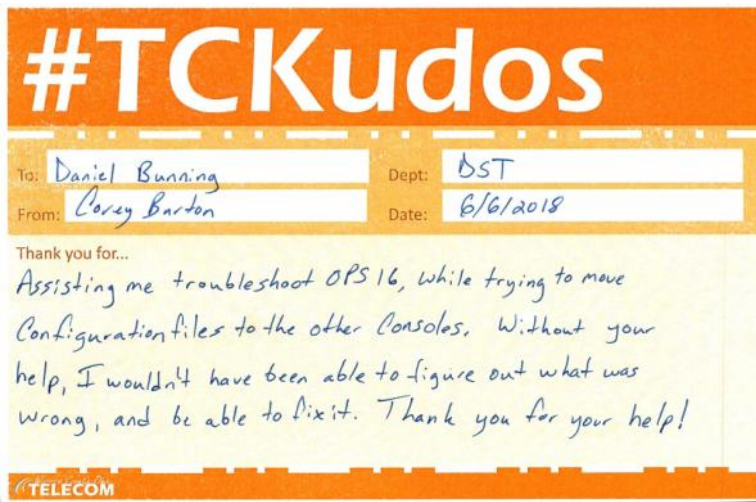 #TCKudos
To: Daniel Bunning
Dept: DST
From: Corey Barton
Date: 6/6/2018
Thank you for...
Assisting me troubleshoot OPS 16, while trying to move
Configuration files to the other Consoles. Without your
help, I wouldn't have been able to figure out what was
wrong, and be able to fix it. Thank you for your help!
TELECOM